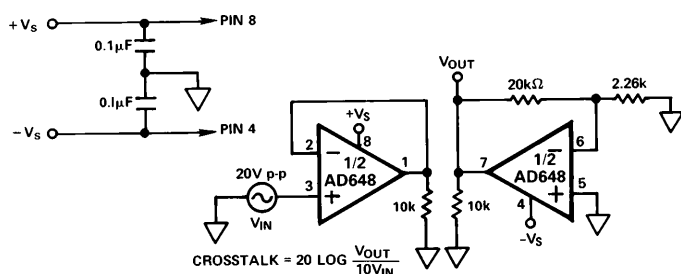 +VS
PIN 8
0.1μF
0.1μF
−VS
PIN 4
20V p-p
VIN
2
3
+VS
8
1/2
AD648
−
+
1
10k
VOUT
20kΩ
2.26k
7
10k
6
5
1/2
AD648
−
+
4
−VS
CROSSTALK = 20 LOG VOUT
10VIN